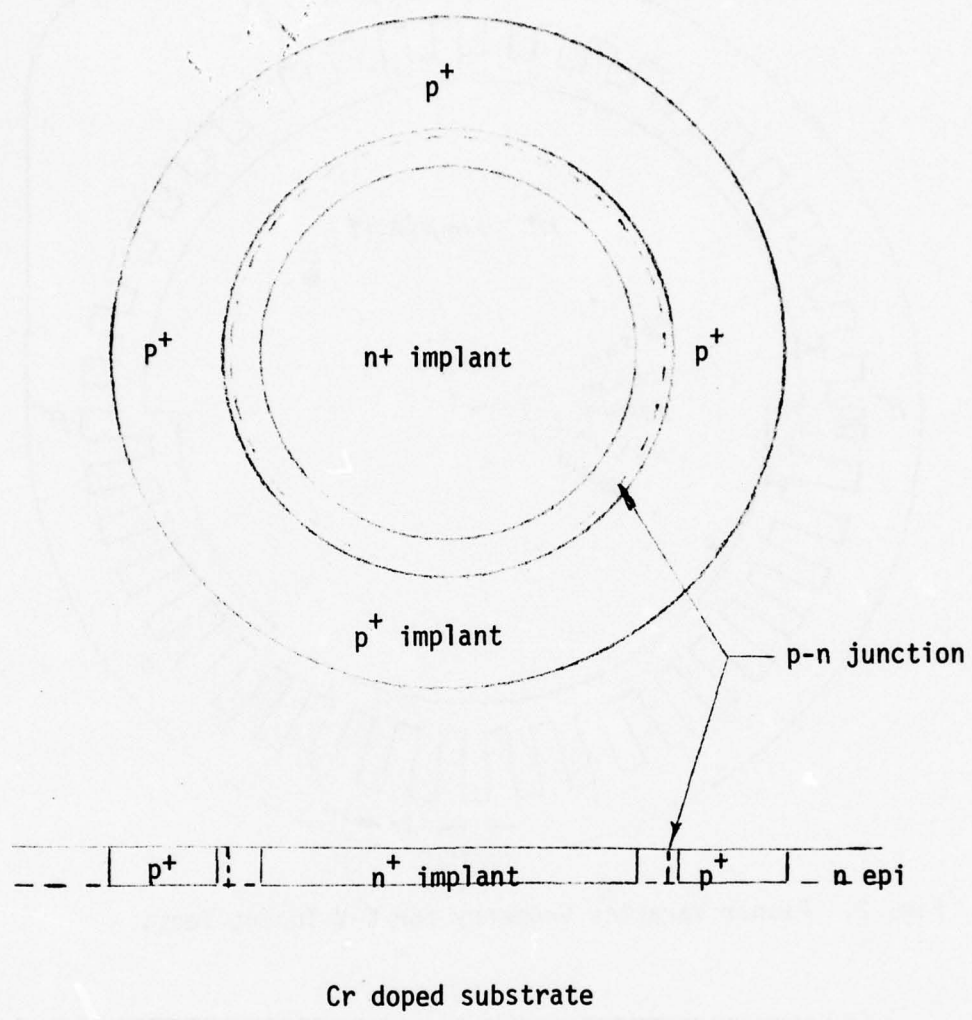 p+
p+
n+ implant
p+
p+ implant
p-n junction
p+
n+ implant
p+
n epi
Cr doped substrate